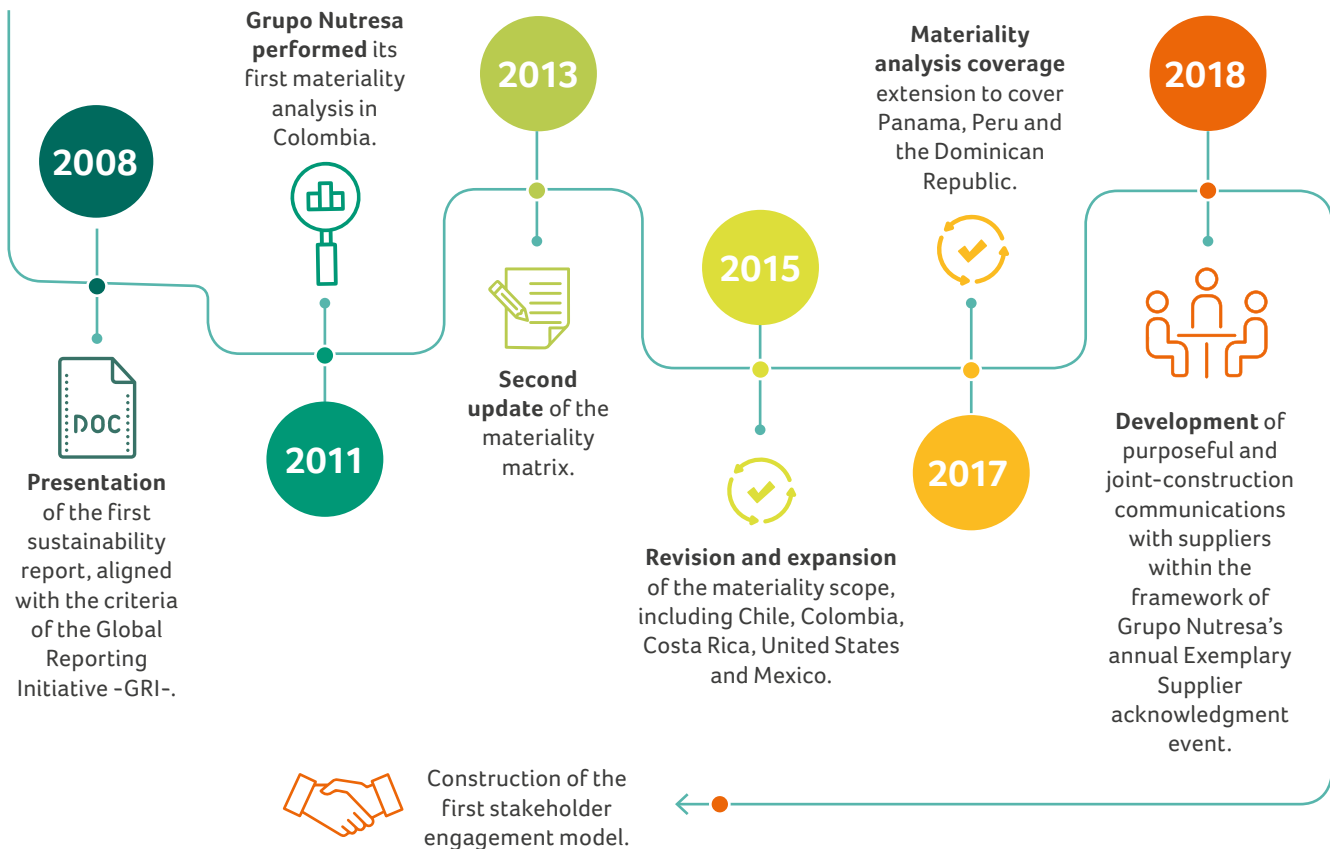 2008
DOC
Presentation
of the first
sustainability
report, aligned
with the criteria
of the Global
Reporting
Initiative -GRI-.
Grupo Nutresa
performed its
first materiality
analysis in
Colombia.
2011
2013
Second
update of the
materiality
matrix.
2015
Revision and expansion
of the materiality scope,
including Chile, Colombia,
Costa Rica, United States
and Mexico.
Materiality
analysis coverage
extension to cover
Panama, Peru and
the Dominican
Republic.
2017
2018
Development of
purposeful and
joint-construction
communications
with suppliers
within the
framework of
Grupo Nutresa’s
annual Exemplary
Supplier
acknowledgment
event.
Construction of the
first stakeholder
engagement model.